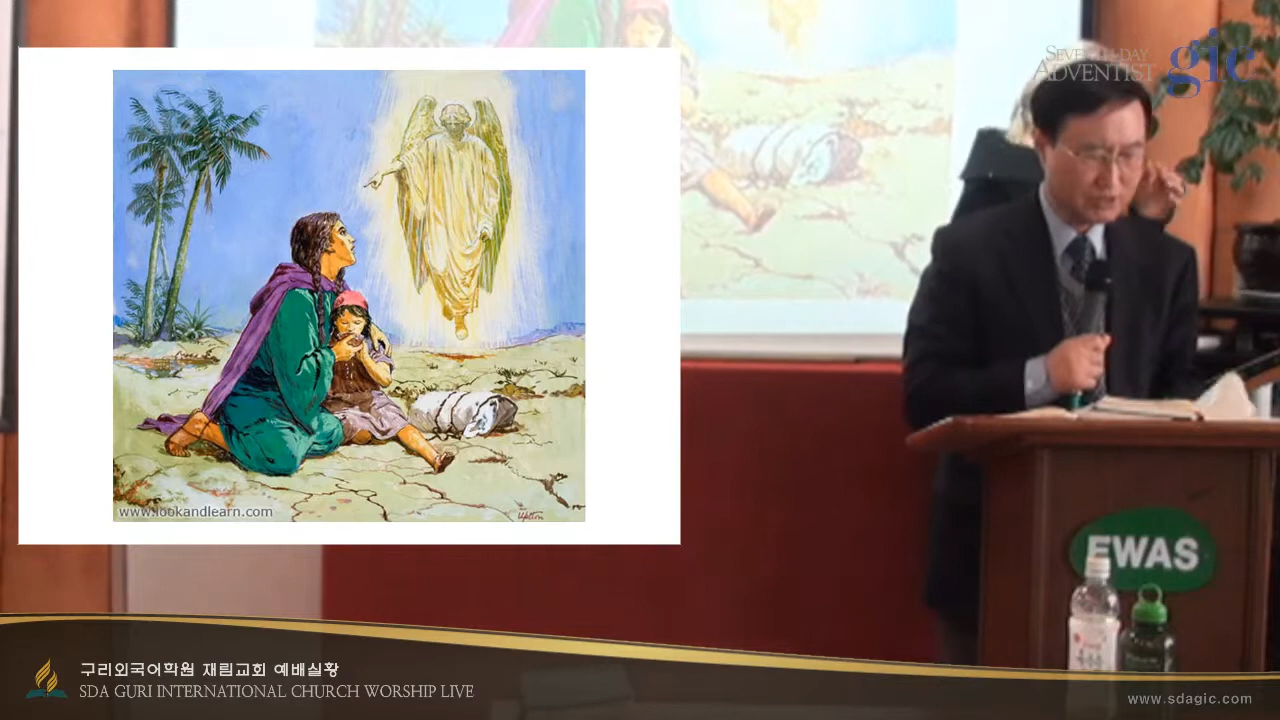 SEVENTH-DAY
ADVENTIST
gic
www.lookandlearn.com
Upton
EWAS
구리외국어학원 재림교회 예배실황
SDA GURI INTERNATIONAL CHURCH WORSHIP LIVE
www.sdagic.com